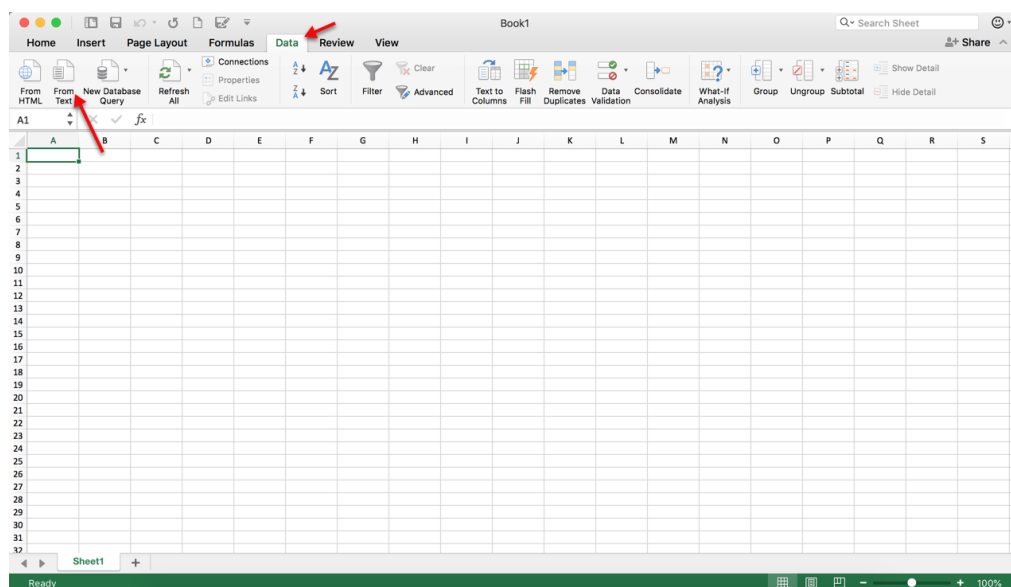 Book1
Search Sheet
Home Insert Page Layout Formulas Data Review View Share
From HTML
From Text
New Database Query
Refresh All
Connections
Properties
Edit Links
A Z
Z A
AZ
Sort
Filter
Clear
Advanced
Text to Columns
Flash Fill
Remove Duplicates
Data Validation
Consolidate
What-If Analysis
Group
Ungroup
Subtotal
Show Detail
Hide Detail
A1 fx
A B C D E F G H I J K L M N O P Q R S
1
2
3
4
5
6
7
8
9
10
11
12
13
14
15
16
17
18
19
20
21
22
23
24
25
26
27
28
29
30
31
32
Sheet1 +
Ready − + 100%